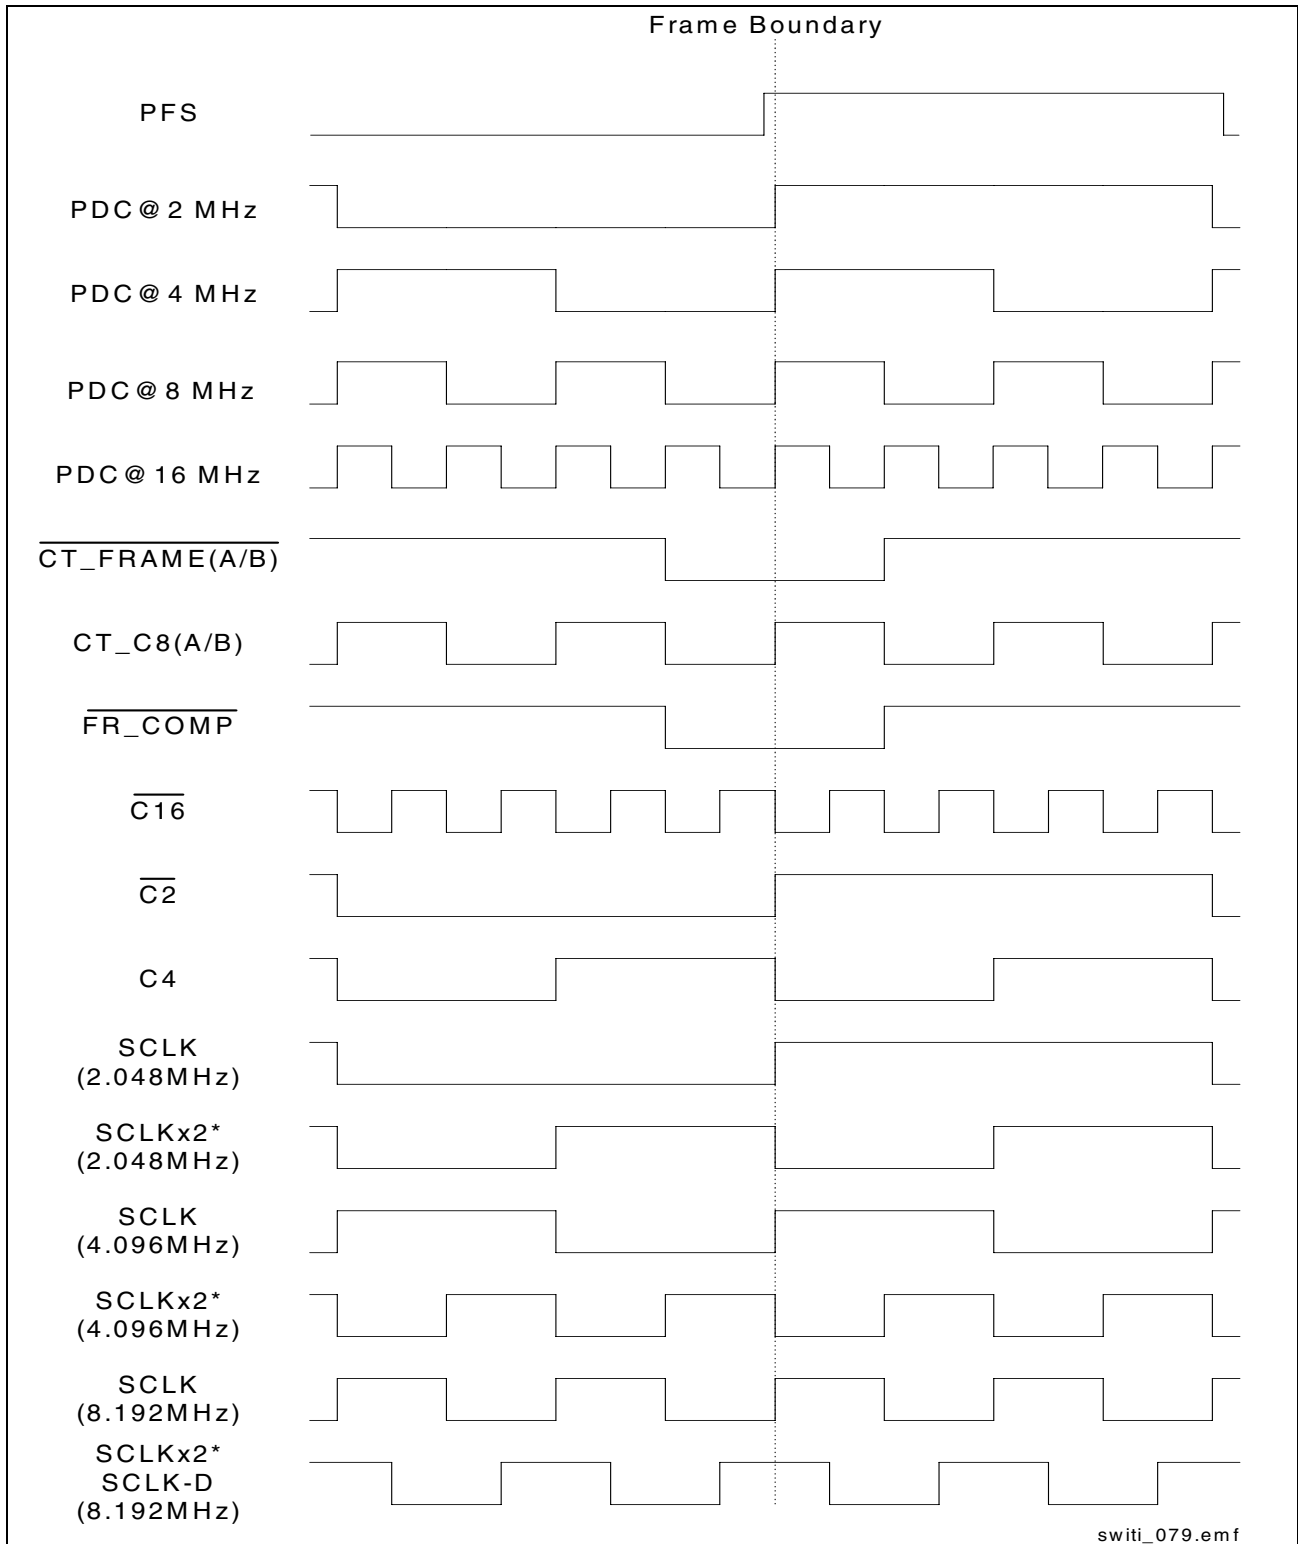 Frame Boundary
PFS
PDC@2 MHz
PDC@4 MHz
PDC@8 MHz
PDC@16 MHz
CT_FRAME(A/B)
CT_C8(A/B)
FR_COMP
C16
C2
C4
SCLK
(2.048MHz)
SCLKx2*
(2.048MHz)
SCLK
(4.096MHz)
SCLKx2*
(4.096MHz)
SCLK
(8.192MHz)
SCLKx2*
SCLK-D
(8.192MHz)
switi_079.emf